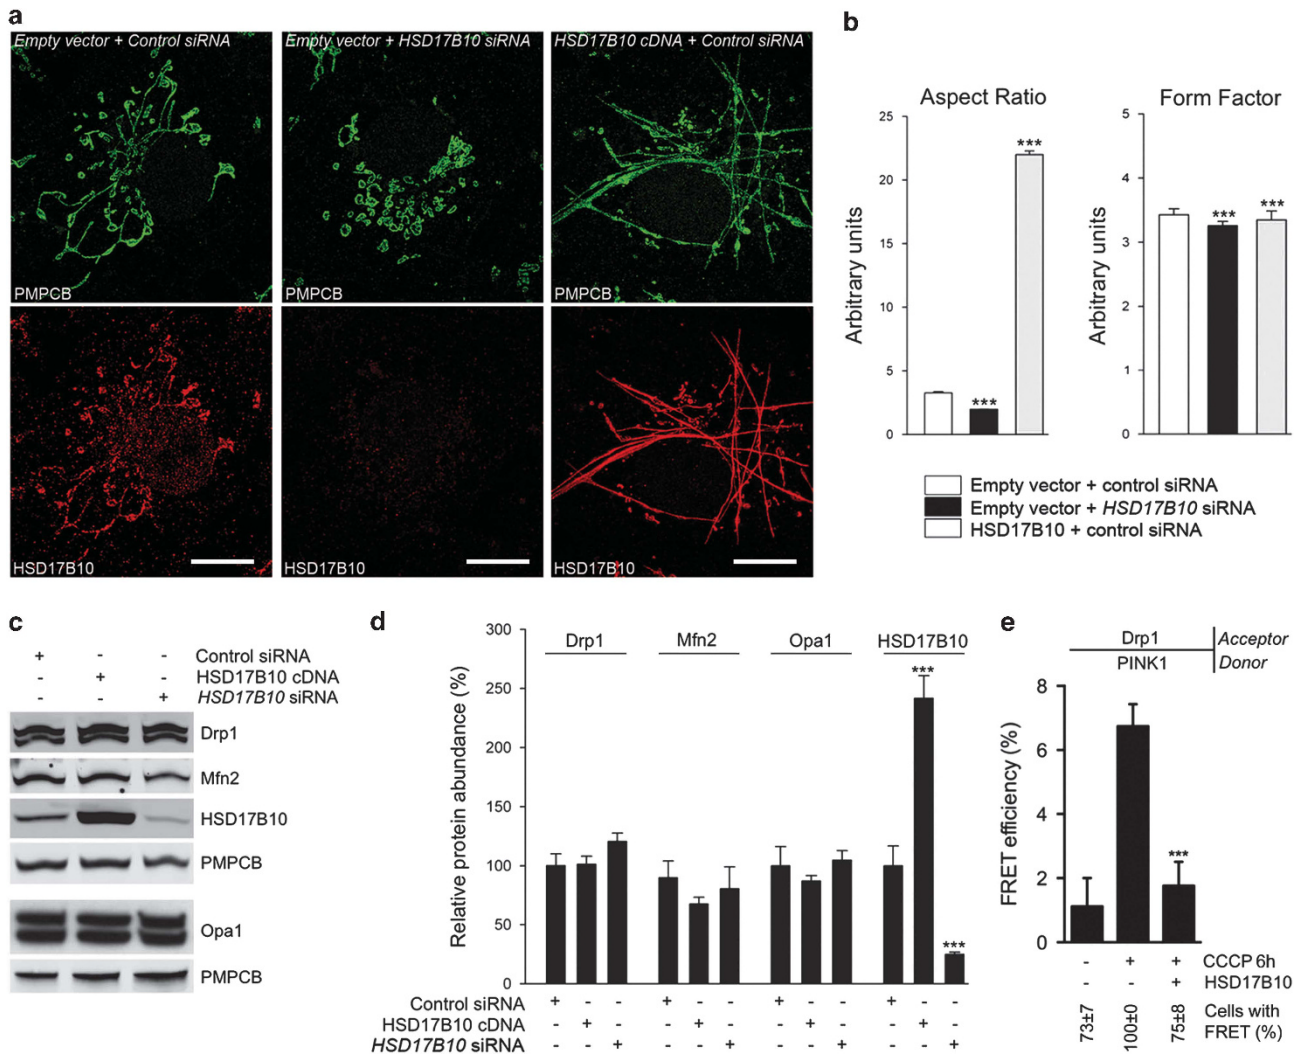 a
Empty vector + Control siRNA
Empty vector + HSD17B10 siRNA
HSD17B10 cDNA + Control siRNA
PMPCB
PMPCB
PMPCB
HSD17B10
HSD17B10
HSD17B10
b
Aspect Ratio
Arbitrary units
25
20
15
10
5
0
***
***
Form Factor
Arbitrary units
5
4
3
2
1
0
***
***
Empty vector + control siRNA
Empty vector + HSD17B10 siRNA
HSD17B10 + control siRNA
c
+ - - Control siRNA
- + - HSD17B10 cDNA
- - + HSD17B10 siRNA
Drp1
Mfn2
HSD17B10
PMPCB
Opa1
PMPCB
d
Relative protein abundance (%)
300
250
200
150
100
50
0
Drp1 Mfn2 Opa1 HSD17B10
***
***
Control siRNA + - - + - - + - - + - -
HSD17B10 cDNA - + - - + - - + - - + -
HSD17B10 siRNA - - + - - + - - + - - +
e
Drp1 Acceptor
PINK1 Donor
FRET efficiency (%)
8
6
4
2
0
***
- + + CCCP 6h
- - + HSD17B10
73±7 100±0 75±8 Cells with
FRET (%)